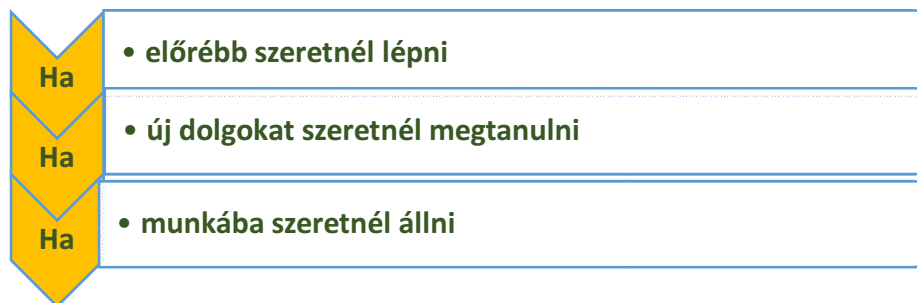 Ha
• előrébb szeretnél lépni
Ha
• új dolgokat szeretnél megtanulni
Ha
• munkába szeretnél állni